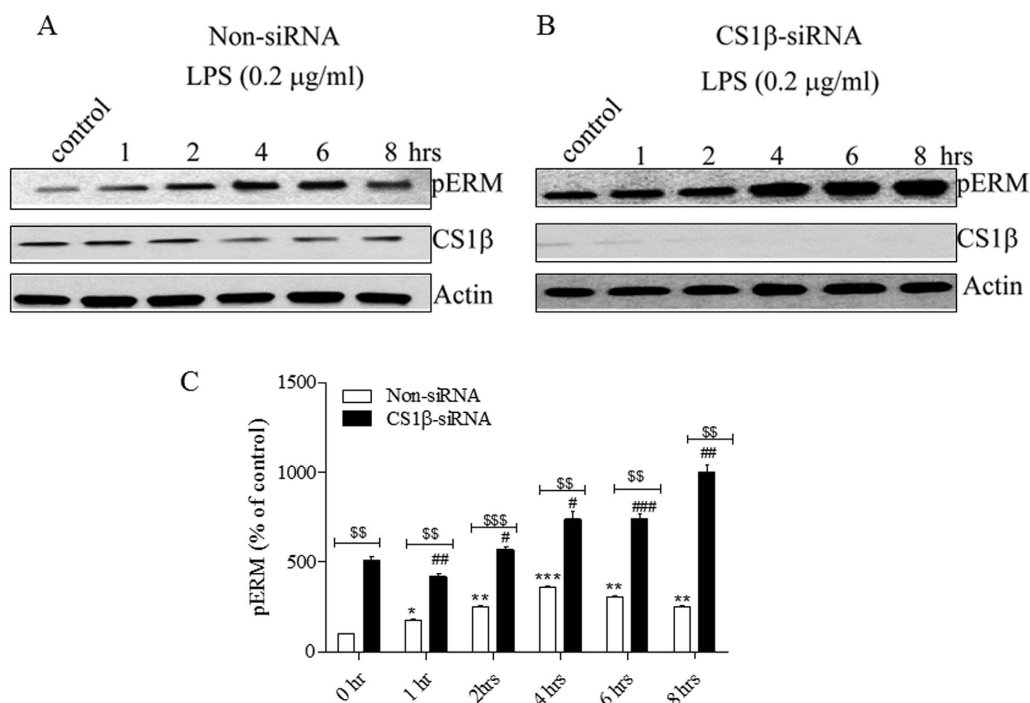 A
Non-siRNA
LPS (0.2 μg/ml)
control 1 2 4 6 8 hrs
pERM
CS1β
Actin
B
CS1β-siRNA
LPS (0.2 μg/ml)
control 1 2 4 6 8 hrs
pERM
CS1β
Actin
C
Non-siRNA
CS1β-siRNA
pERM (% of control)
1500
1000
500
0
$$ $$ $$$ $$ $$ $$
## # # ### ##
* ** *** ** **
0 hr 1 hr 2hrs 4 hrs 6 hrs 8 hrs